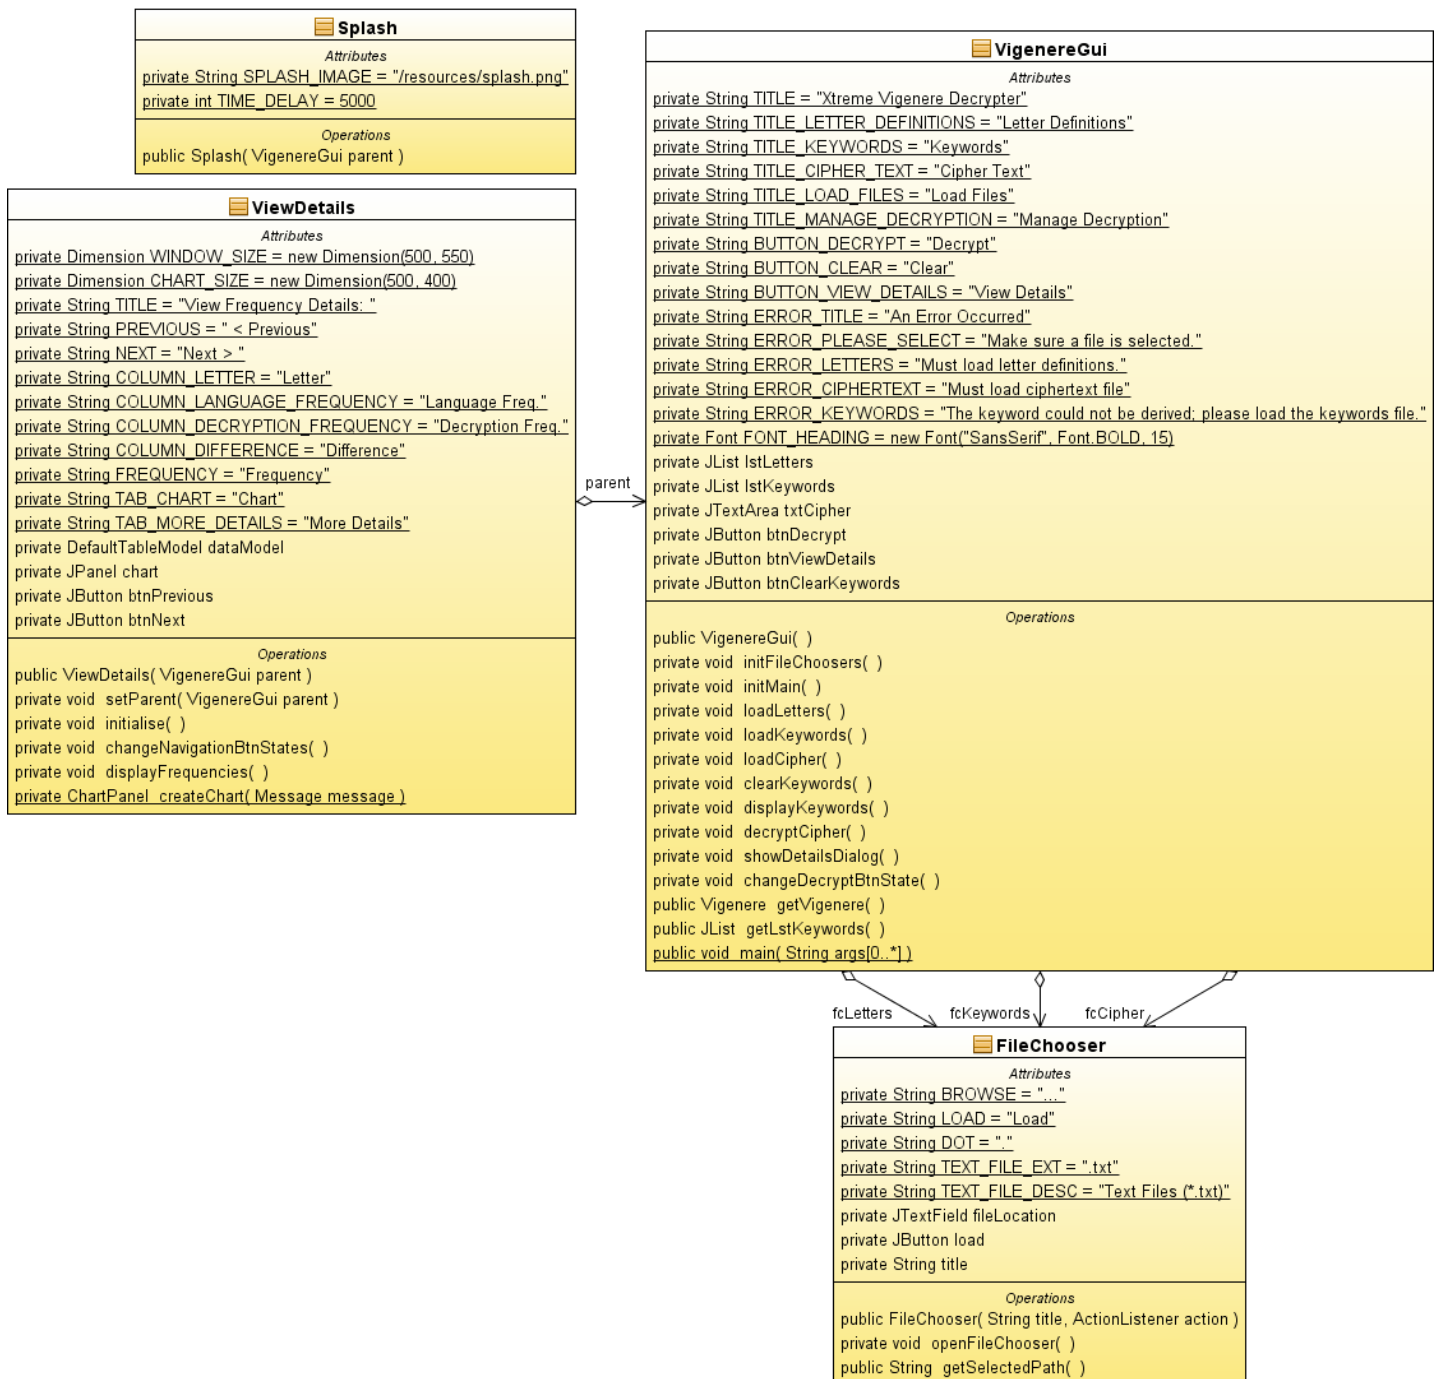 Splash
Attributes
private String SPLASH_IMAGE = "/resources/splash.png"
private int TIME_DELAY = 5000
Operations
public Splash( VigenereGui parent )
ViewDetails
Attributes
private Dimension WINDOW_SIZE = new Dimension(500, 550)
private Dimension CHART_SIZE = new Dimension(500, 400)
private String TITLE = "View Frequency Details: "
private String PREVIOUS = " < Previous"
private String NEXT = "Next > "
private String COLUMN_LETTER = "Letter"
private String COLUMN_LANGUAGE_FREQUENCY = "Language Freq."
private String COLUMN_DECRYPTION_FREQUENCY = "Decryption Freq."
private String COLUMN_DIFFERENCE = "Difference"
private String FREQUENCY = "Frequency"
private String TAB_CHART = "Chart"
private String TAB_MORE_DETAILS = "More Details"
private DefaultTableModel dataModel
private JPanel chart
private JButton btnPrevious
private JButton btnNext
Operations
public ViewDetails( VigenereGui parent )
private void  setParent( VigenereGui parent )
private void  initialise(  )
private void  changeNavigationBtnStates(  )
private void  displayFrequencies(  )
private ChartPanel  createChart( Message message )
parent
VigenereGui
Attributes
private String TITLE = "Xtreme Vigenere Decrypter"
private String TITLE_LETTER_DEFINITIONS = "Letter Definitions"
private String TITLE_KEYWORDS = "Keywords"
private String TITLE_CIPHER_TEXT = "Cipher Text"
private String TITLE_LOAD_FILES = "Load Files"
private String TITLE_MANAGE_DECRYPTION = "Manage Decryption"
private String BUTTON_DECRYPT = "Decrypt"
private String BUTTON_CLEAR = "Clear"
private String BUTTON_VIEW_DETAILS = "View Details"
private String ERROR_TITLE = "An Error Occurred"
private String ERROR_PLEASE_SELECT = "Make sure a file is selected."
private String ERROR_LETTERS = "Must load letter definitions."
private String ERROR_CIPHERTEXT = "Must load ciphertext file"
private String ERROR_KEYWORDS = "The keyword could not be derived; please load the keywords file."
private Font FONT_HEADING = new Font("SansSerif", Font.BOLD, 15)
private JList lstLetters
private JList lstKeywords
private JTextArea txtCipher
private JButton btnDecrypt
private JButton btnViewDetails
private JButton btnClearKeywords
Operations
public VigenereGui(  )
private void  initFileChoosers(  )
private void  initMain(  )
private void  loadLetters(  )
private void  loadKeywords(  )
private void  loadCipher(  )
private void  clearKeywords(  )
private void  displayKeywords(  )
private void  decryptCipher(  )
private void  showDetailsDialog(  )
private void  changeDecryptBtnState(  )
public Vigenere  getVigenere(  )
public JList  getLstKeywords(  )
public void  main( String args[0..*] )
fcLetters
fcKeywords
fcCipher
FileChooser
Attributes
private String BROWSE = "..."
private String LOAD = "Load"
private String DOT = "."
private String TEXT_FILE_EXT = ".txt"
private String TEXT_FILE_DESC = "Text Files (*.txt)"
private JTextField fileLocation
private JButton load
private String title
Operations
public FileChooser( String title, ActionListener action )
private void  openFileChooser(  )
public String  getSelectedPath(  )